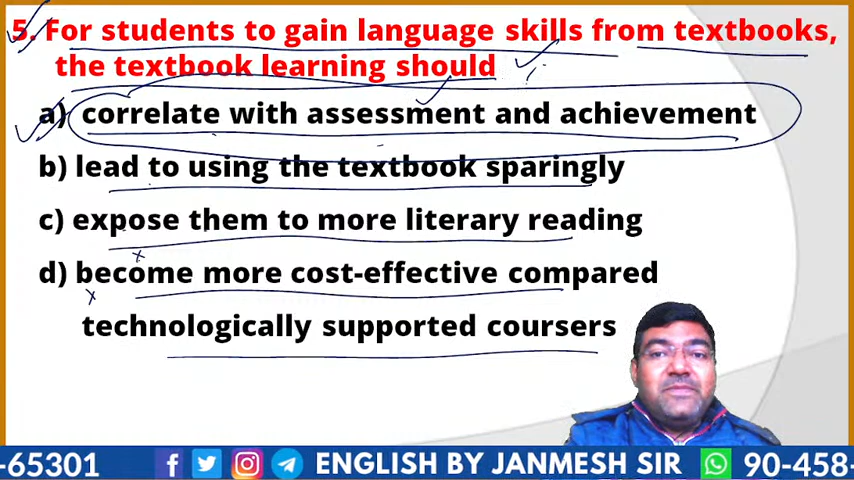 5. For students to gain language skills from textbooks,
the textbook learning should
a) correlate with assessment and achievement
b) lead to using the textbook sparingly
c) expose them to more literary reading
d) become more cost-effective compared
technologically supported coursers
-65301 ENGLISH BY JANMESH SIR 90-458-